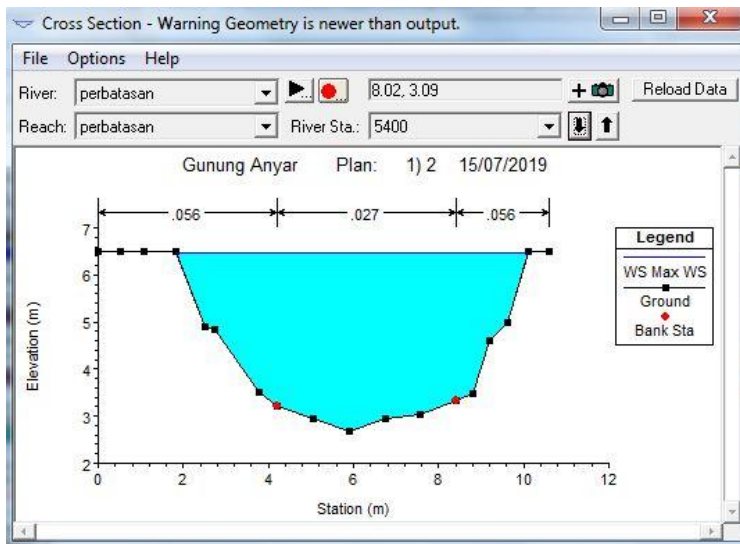 Cross Section - Warning Geometry is newer than output.
File Options Help
River: perbatasan 8.02, 3.09 Reload Data
Reach: perbatasan River Sta.: 5400
Gunung Anyar Plan: 1) 2 15/07/2019
.056 .027 .056
7
6
5
4
3
2
Elevation (m)
0 2 4 6 8 10 12
Station (m)
Legend
WS Max WS
Ground
Bank Sta